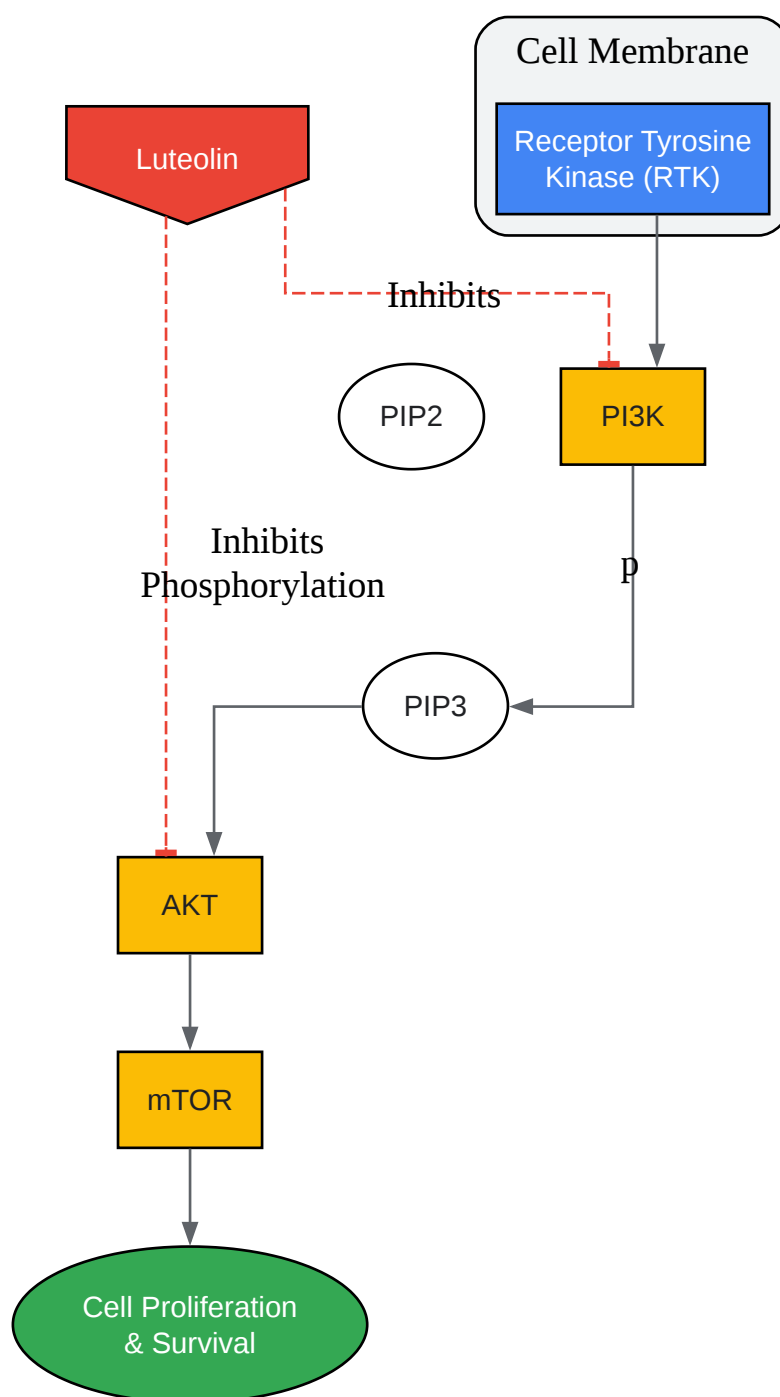 Cell Membrane
Receptor Tyrosine
Kinase (RTK)
Luteolin
Inhibits
PIP2
PI3K
Inhibits
Phosphorylation
p
PIP3
AKT
mTOR
Cell Proliferation
& Survival